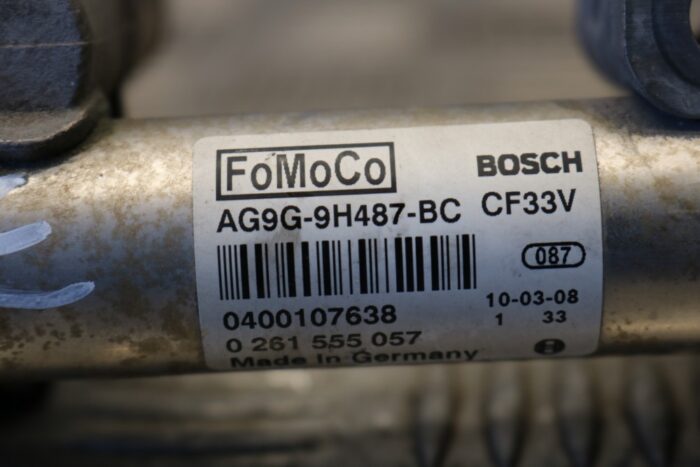 FoMoCo BOSCH
AG9G-9H487-BC CF33V
087
0400107638 10-03-08
0 261 555 057 1 33
Made in Germany